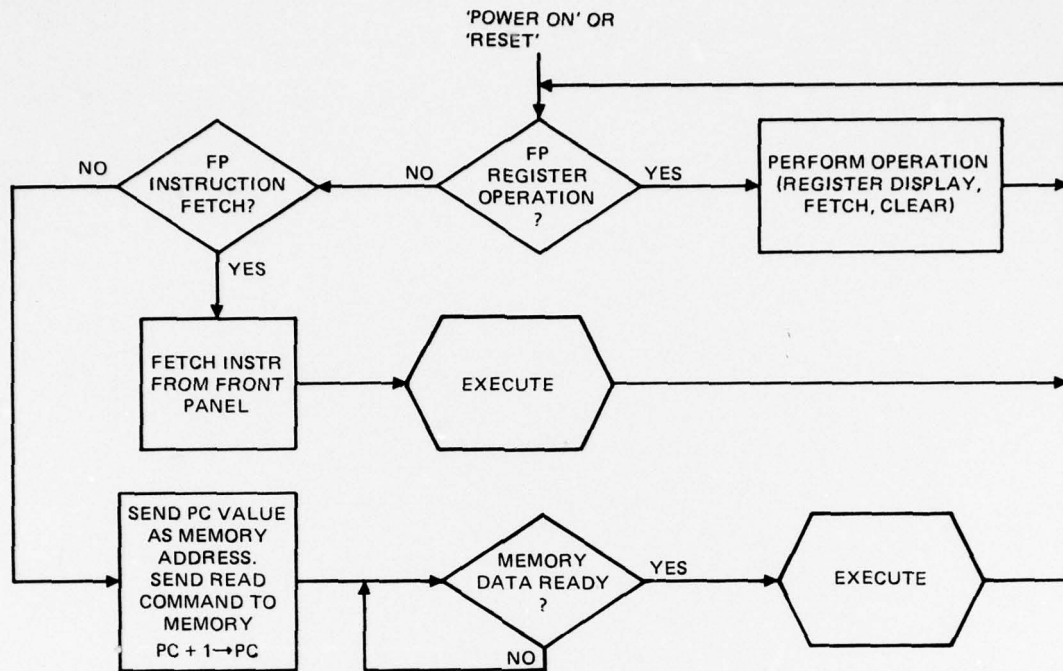 'POWER ON' OR
'RESET'
NO
FP
INSTRUCTION
FETCH?
NO
FP
REGISTER
OPERATION
?
YES
PERFORM OPERATION
(REGISTER DISPLAY,
FETCH, CLEAR)
YES
FETCH INSTR
FROM FRONT
PANEL
EXECUTE
SEND PC VALUE
AS MEMORY
ADDRESS.
SEND READ
COMMAND TO
MEMORY
PC + 1→PC
MEMORY
DATA READY
?
YES
NO
EXECUTE